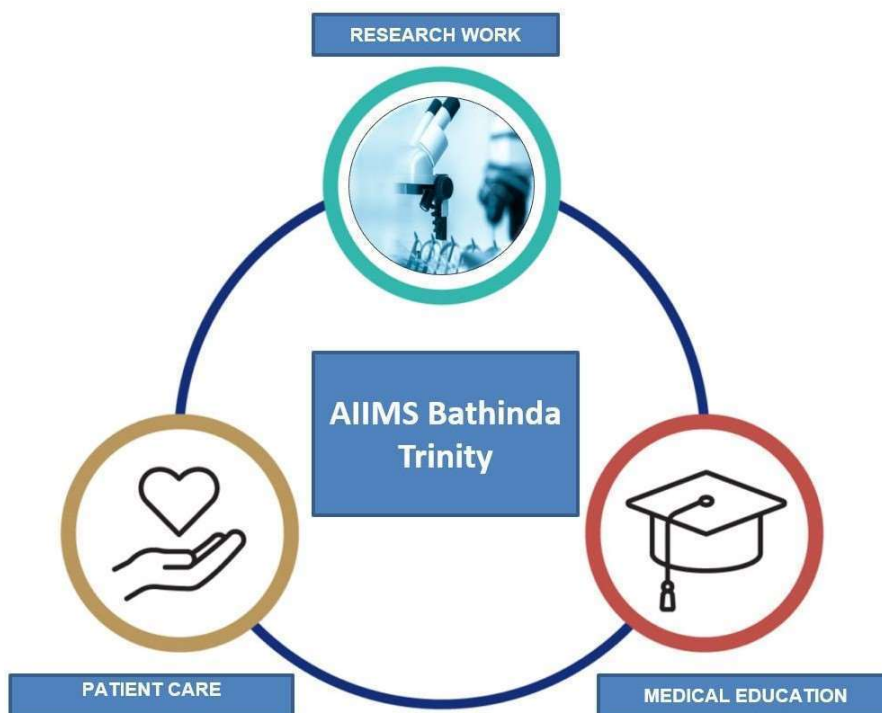 RESEARCH WORK
AIIMS Bathinda
Trinity
PATIENT CARE
MEDICAL EDUCATION